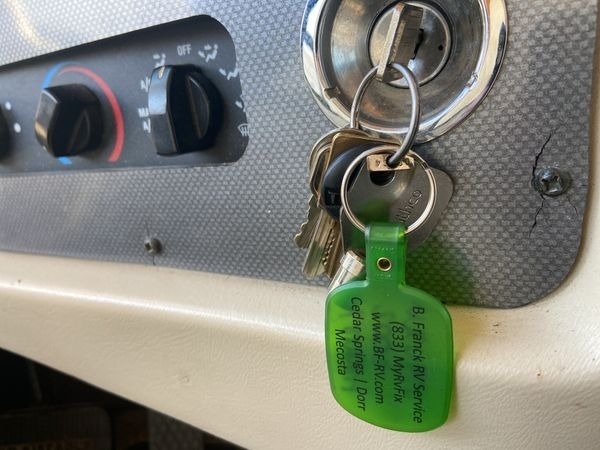 OFF
B. Franck RV Service
(833) MyRvFix
www.BF-RV.com
Cedar Springs | Dorr
Mecosta